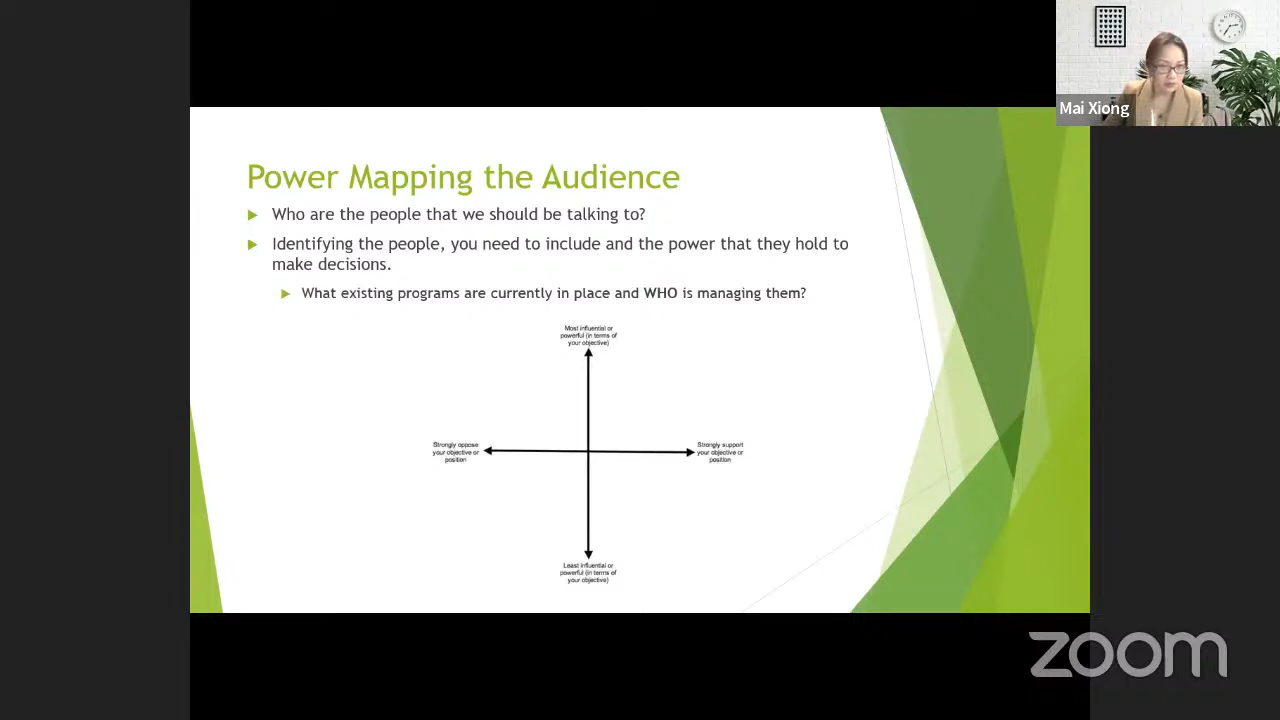 Mai Xiong
Power Mapping the Audience
Who are the people that we should be talking to?
Identifying the people, you need to include and the power that they hold to
make decisions.
What existing programs are currently in place and WHO is managing them?
Most influential or
powerful (in terms of
your objective)
Strongly oppose
your objective or
position
Strongly support
your objective or
position
Least influential or
powerful (in terms of
your objective)
zoom